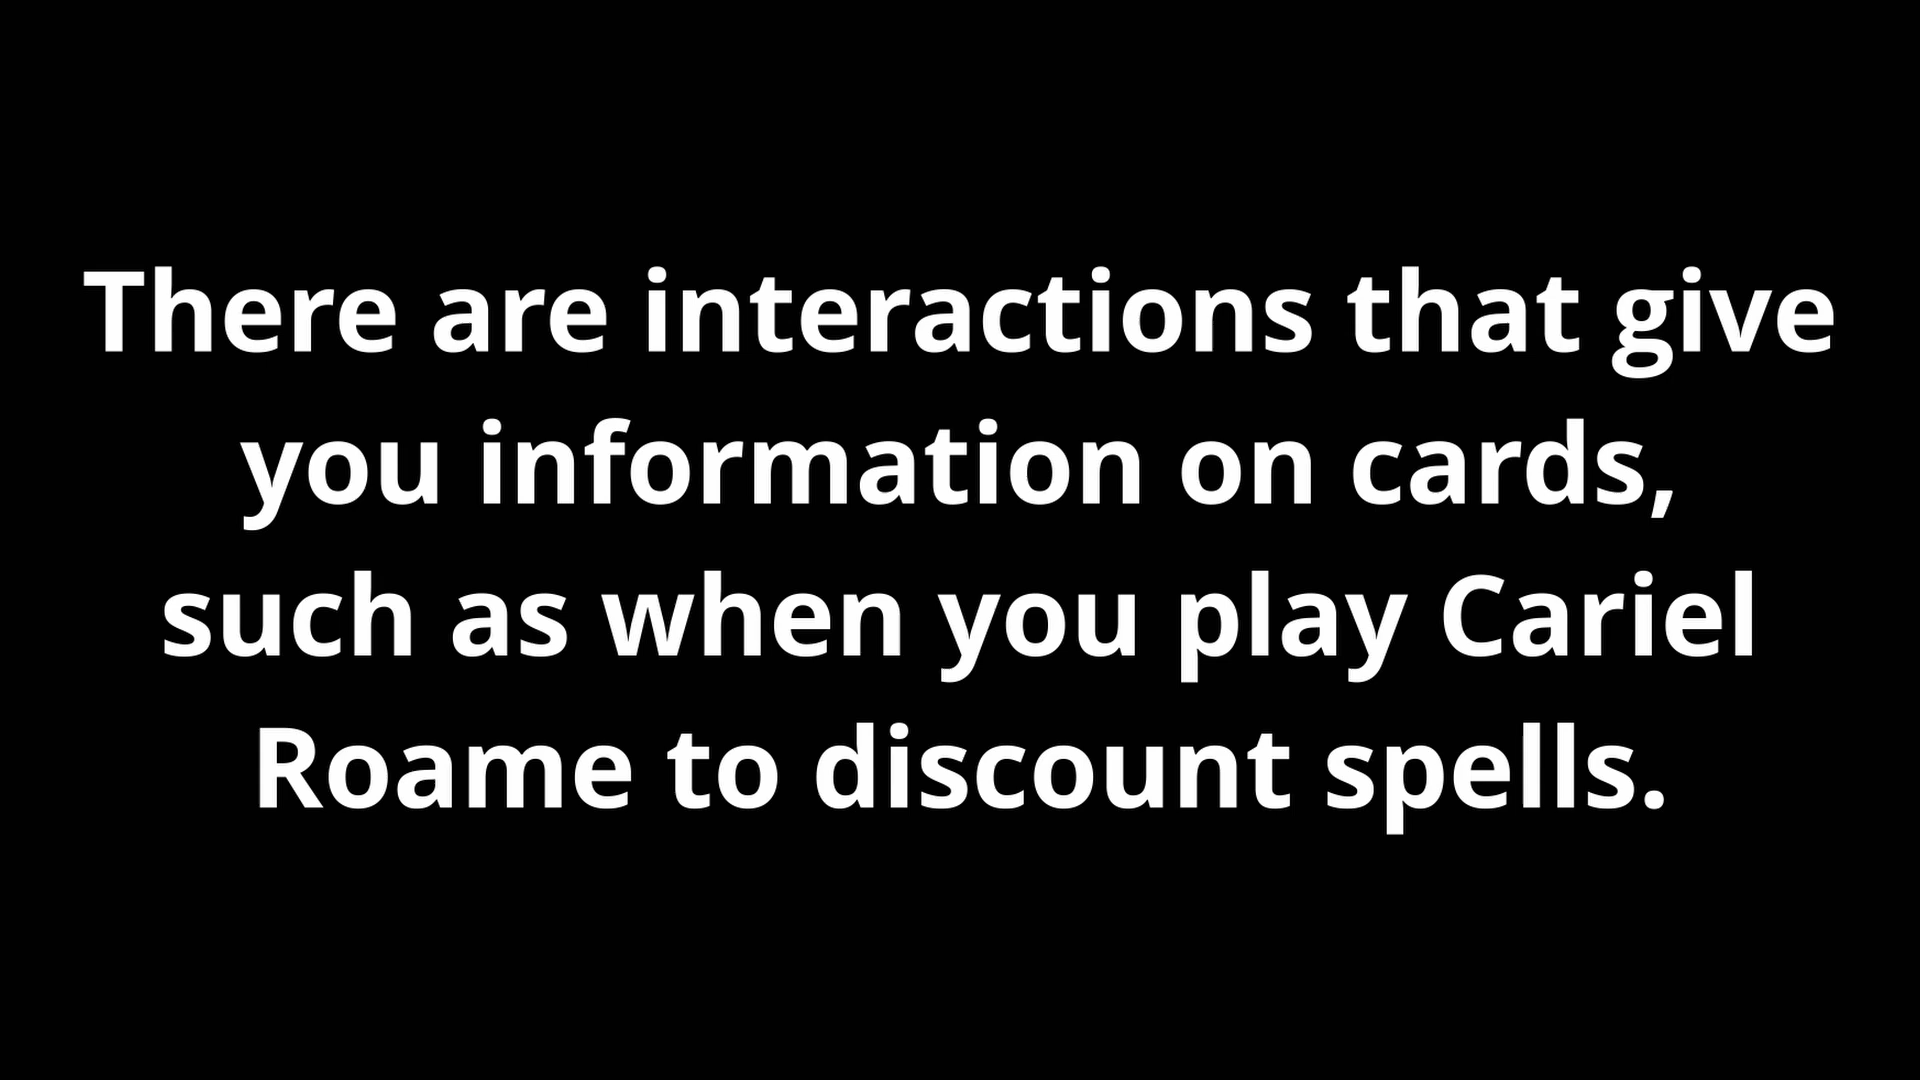 There are interactions that give
you information on cards,
such as when you play Cariel
Roame to discount spells.